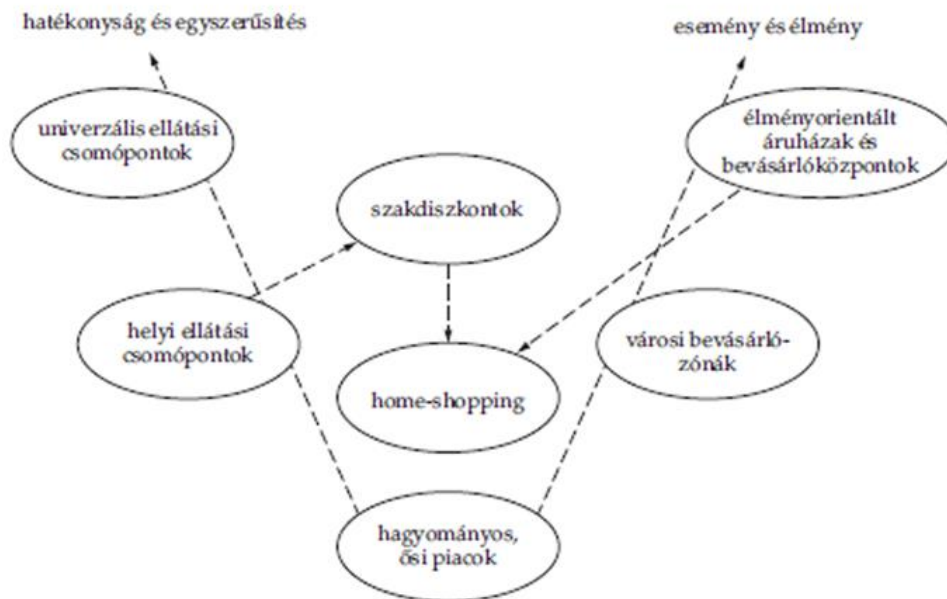 hatékonyság és egyszerűsítés
esemény és élmény
univerzális ellátási
csomópontok
élményorientált
áruházak és
bevásárlóközpontok
szakdiszkontok
helyi ellátási
csomópontok
városi bevásárló-
zónák
home-shopping
hagyományos,
ősi piacok